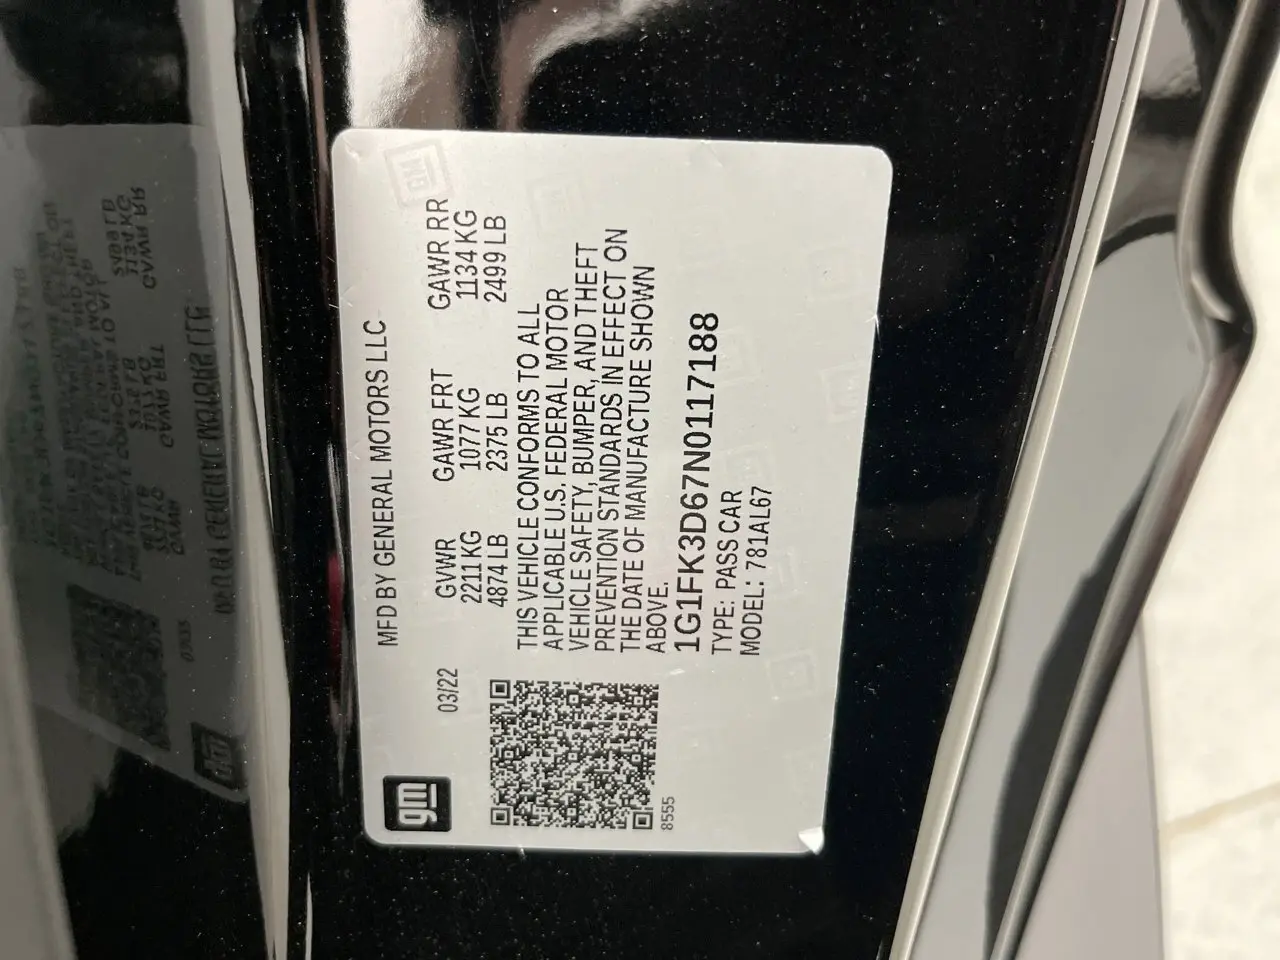 gm
MFD BY GENERAL MOTORS LLC
03/22
GVWR GAWR FRT GAWR RR
2211KG 1077 KG 1134 KG
4874 LB 2375 LB 2499 LB
THIS VEHICLE CONFORMS TO ALL
APPLICABLE U.S. FEDERAL MOTOR
VEHICLE SAFETY, BUMPER, AND THEFT
PREVENTION STANDARDS IN EFFECT ON
THE DATE OF MANUFACTURE SHOWN
ABOVE.
1G1FK3D67N0117188
TYPE: PASS CAR
MODEL: 781AL67
8555